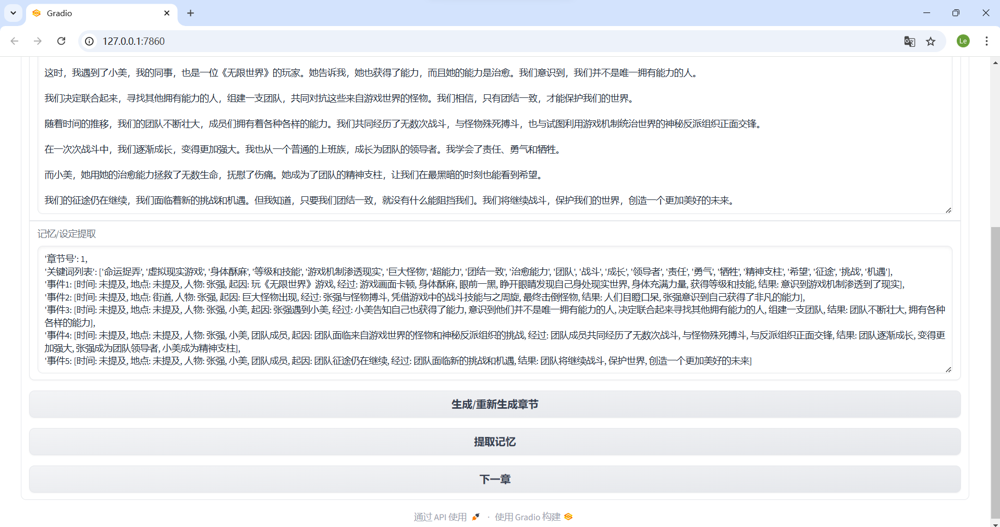 Gradio
127.0.0.1:7860
Le
这时，我遇到了小美，我的同事，也是一位《无限世界》的玩家。她告诉我，她也获得了能力，而且她的能力是治愈。我们意识到，我们并不是唯一拥有能力的人。
我们决定联合起来，寻找其他拥有能力的人，组建一支团队，共同对抗这些来自游戏世界的怪物。我们相信，只有团结一致，才能保护我们的世界。
随着时间的推移，我们的团队不断壮大，成员们拥有着各种各样的能力。我们共同经历了无数次战斗，与怪物殊死搏斗，也与试图利用游戏机制统治世界的神秘反派组织正面交锋。
在一次次战斗中，我们逐渐成长，变得更加强大。我也从一个普通的上班族，成长为团队的领导者。我学会了责任、勇气和牺牲。
而小美，她用她的治愈能力拯救了无数生命，抚慰了伤痛。她成为了团队的精神支柱，让我们在最黑暗的时刻也能看到希望。
我们的征途仍在继续，我们面临着新的挑战和机遇。但我知道，只要我们团结一致，就没有什么能阻挡我们。我们将继续战斗，保护我们的世界，创造一个更加美好的未来。
记忆/设定提取
'章节号': 1,
'关键词列表': ['命运捉弄', '虚拟现实游戏', '身体酥麻', '等级和技能', '游戏机制渗透现实', '巨大怪物', '超能力', '团结一致', '治愈能力', '团队', '战斗', '成长', '领导者', '责任', '勇气', '牺牲', '精神支柱', '希望', '征途', '挑战', '机遇'],
'事件1: [时间: 未提及, 地点: 未提及, 人物: 张强, 起因: 玩《无限世界》游戏, 经过: 游戏画面卡顿, 身体酥麻, 眼前一黑, 睁开眼睛发现自己身处现实世界, 身体充满力量, 获得等级和技能, 结果: 意识到游戏机制渗透到了现实],
'事件2: [时间: 未提及, 地点: 街道, 人物: 张强, 起因: 巨大怪物出现, 经过: 张强与怪物搏斗, 凭借游戏中的战斗技能与之周旋, 最终击倒怪物, 结果: 人们目瞪口呆, 张强意识到自己获得了非凡的能力],
'事件3: [时间: 未提及, 地点: 未提及, 人物: 张强, 小美, 起因: 张强遇到小美, 经过: 小美告知自己也获得了能力, 意识到他们并不是唯一拥有能力的人, 决定联合起来寻找其他拥有能力的人, 组建一支团队, 结果: 团队不断壮大, 拥有各种
各样的能力],
'事件4: [时间: 未提及, 地点: 未提及, 人物: 张强, 小美, 团队成员, 起因: 团队面临来自游戏世界的怪物和神秘反派组织的挑战, 经过: 团队成员共同经历了无数次战斗, 与怪物殊死搏斗, 与反派组织正面交锋, 结果: 团队逐渐成长, 变得更
加强大, 张强成为团队领导者, 小美成为精神支柱],
'事件5: [时间: 未提及, 地点: 未提及, 人物: 张强, 小美, 团队成员, 起因: 团队征途仍在继续, 经过: 团队面临新的挑战和机遇, 结果: 团队将继续战斗, 保护世界, 创造一个更加美好的未来]
生成/重新生成章节
提取记忆
下一章
通过 API 使用 · 使用 Gradio 构建